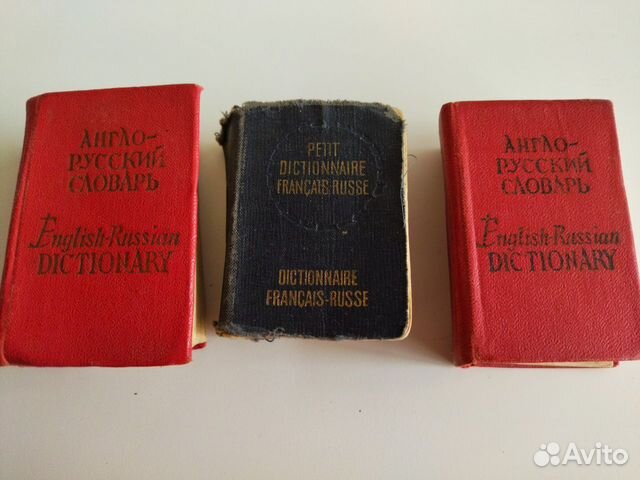 АНГЛО-
РУССКИЙ
СЛОВАРЬ
English-Russian
DICTIONARY
PETIT
DICTIONNAIRE
FRANÇAIS-RUSSE
DICTIONNAIRE
FRANÇAIS-RUSSE
АНГЛО-
РУССКИЙ
СЛОВАРЬ
English-Russian
DICTIONARY
Avito